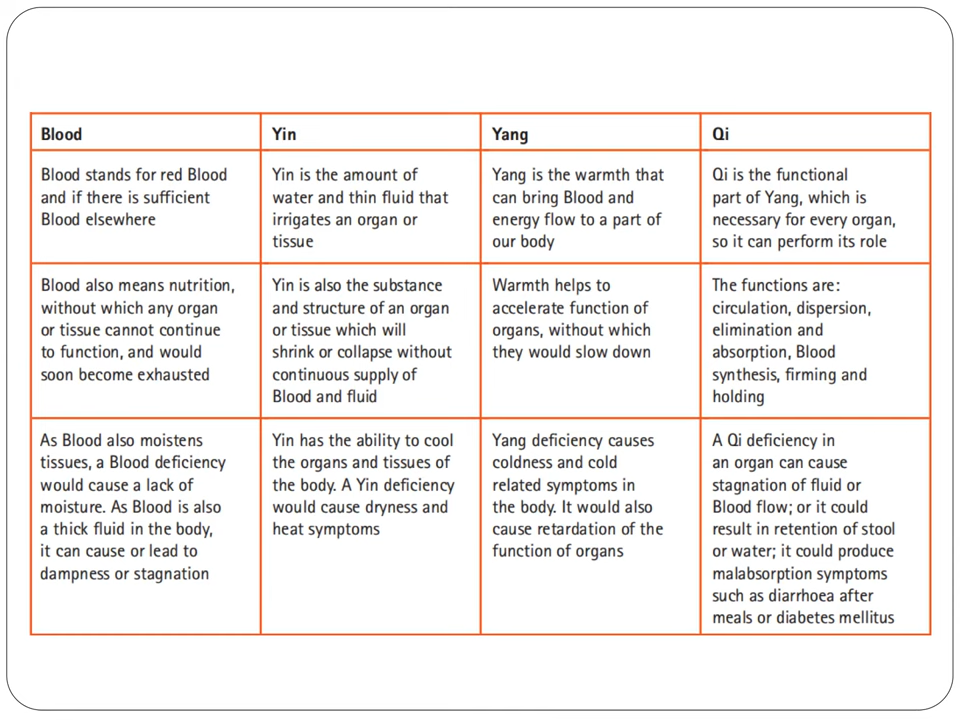 Blood
Yin
Yang
Qi
Blood stands for red Blood
and if there is sufficient
Blood elsewhere
Yin is the amount of
water and thin fluid that
irrigates an organ or
tissue
Yang is the warmth that
can bring Blood and
energy flow to a part of
our body
Qi is the functional
part of Yang, which is
necessary for every organ,
so it can perform its role
Blood also means nutrition,
without which any organ
or tissue cannot continue
to function, and would
soon become exhausted
Yin is also the substance
and structure of an organ
or tissue which will
shrink or collapse without
continuous supply of
Blood and fluid
Warmth helps to
accelerate function of
organs, without which
they would slow down
The functions are:
circulation, dispersion,
elimination and
absorption, Blood
synthesis, firming and
holding
As Blood also moistens
tissues, a Blood deficiency
would cause a lack of
moisture. As Blood is also
a thick fluid in the body,
it can cause or lead to
dampness or stagnation
Yin has the ability to cool
the organs and tissues of
the body. A Yin deficiency
would cause dryness and
heat symptoms
Yang deficiency causes
coldness and cold
related symptoms in
the body. It would also
cause retardation of the
function of organs
A Qi deficiency in
an organ can cause
stagnation of fluid or
Blood flow; or it could
result in retention of stool
or water; it could produce
malabsorption symptoms
such as diarrhoea after
meals or diabetes mellitus